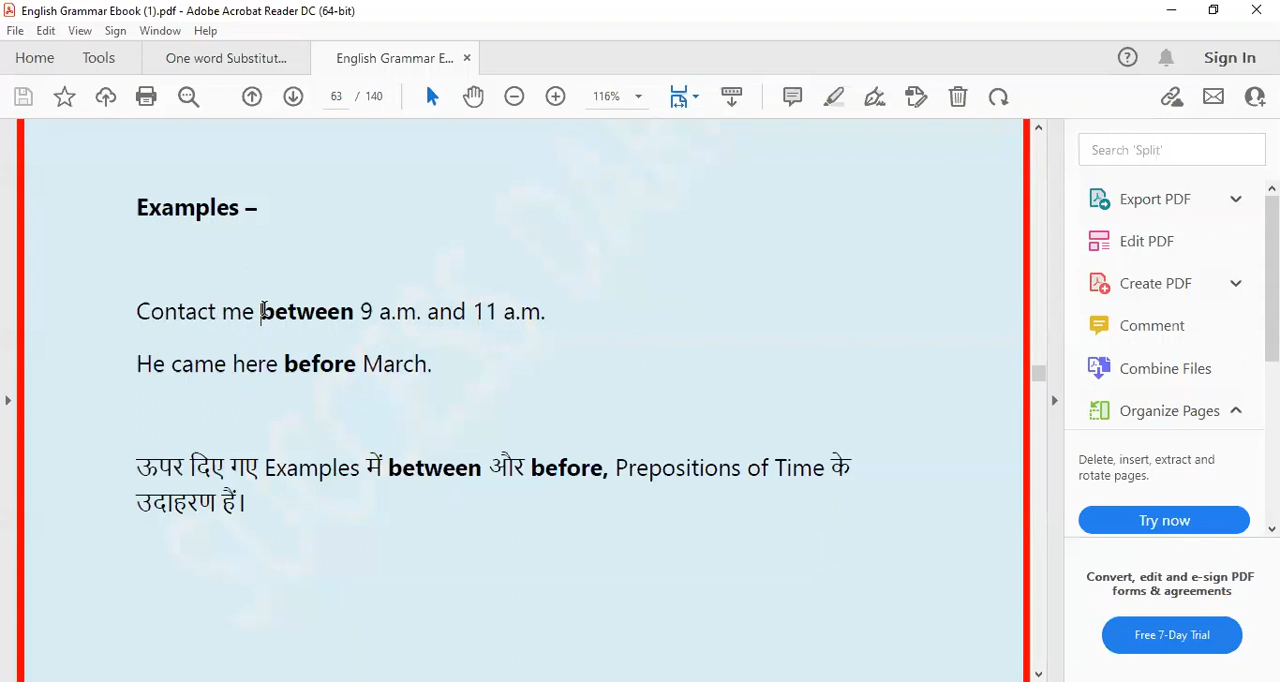 English Grammar Ebook (1).pdf - Adobe Acrobat Reader DC (64-bit)
File Edit View Sign Window Help
Home Tools One word Substitut... English Grammar E... × Sign In
63 / 140 116%
Search 'Split'
Examples –
Export PDF
Edit PDF
Create PDF
Contact me between 9 a.m. and 11 a.m.
Comment
He came here before March.
Combine Files
Organize Pages
ऊपर दिए गए Examples में between और before, Prepositions of Time के
उदाहरण हैं।
Delete, insert, extract and
rotate pages.
Try now
Convert, edit and e-sign PDF
forms & agreements
Free 7-Day Trial